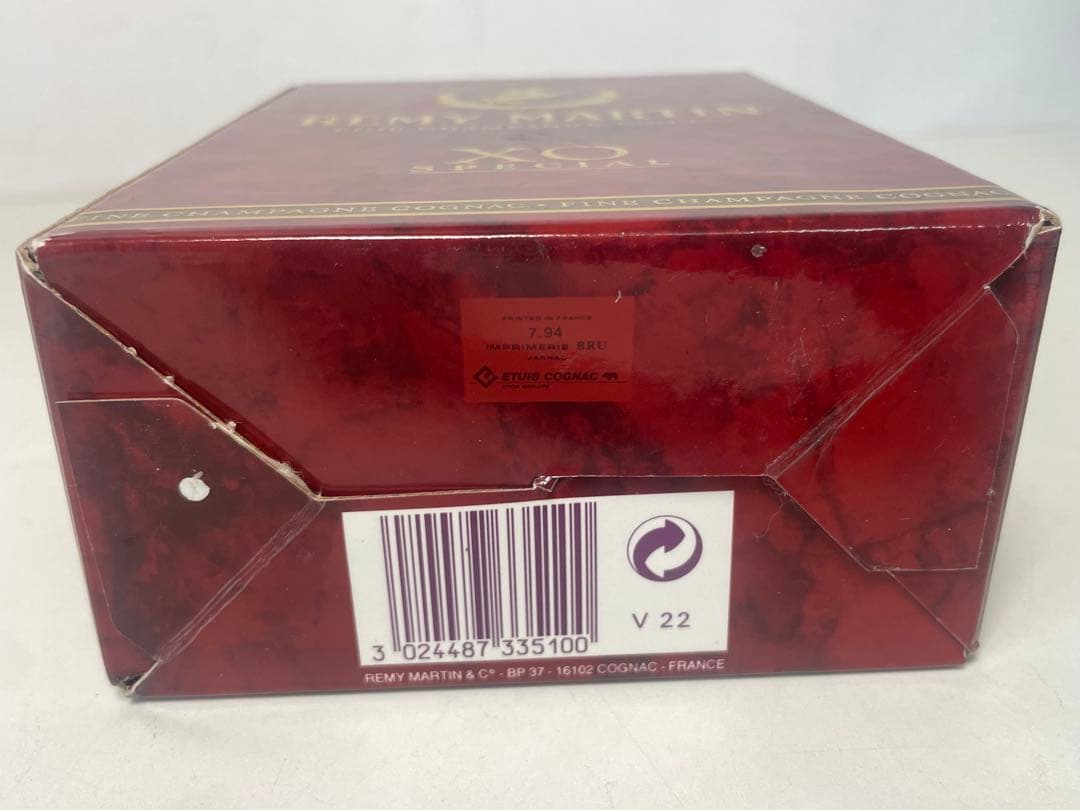 REMY MARTIN
XO
SPECIAL
INE CHAMPAGNE COGNAC • FINE CHAMPAGNE COGNAC
PRINTED IN FRANCE
7.94
IMPRIMERIE BRU
JARNAC
ETUIS COGNAC
3 024487 335100
V 22
REMY MARTIN & C° - BP 37 - 16102 COGNAC - FRANCE